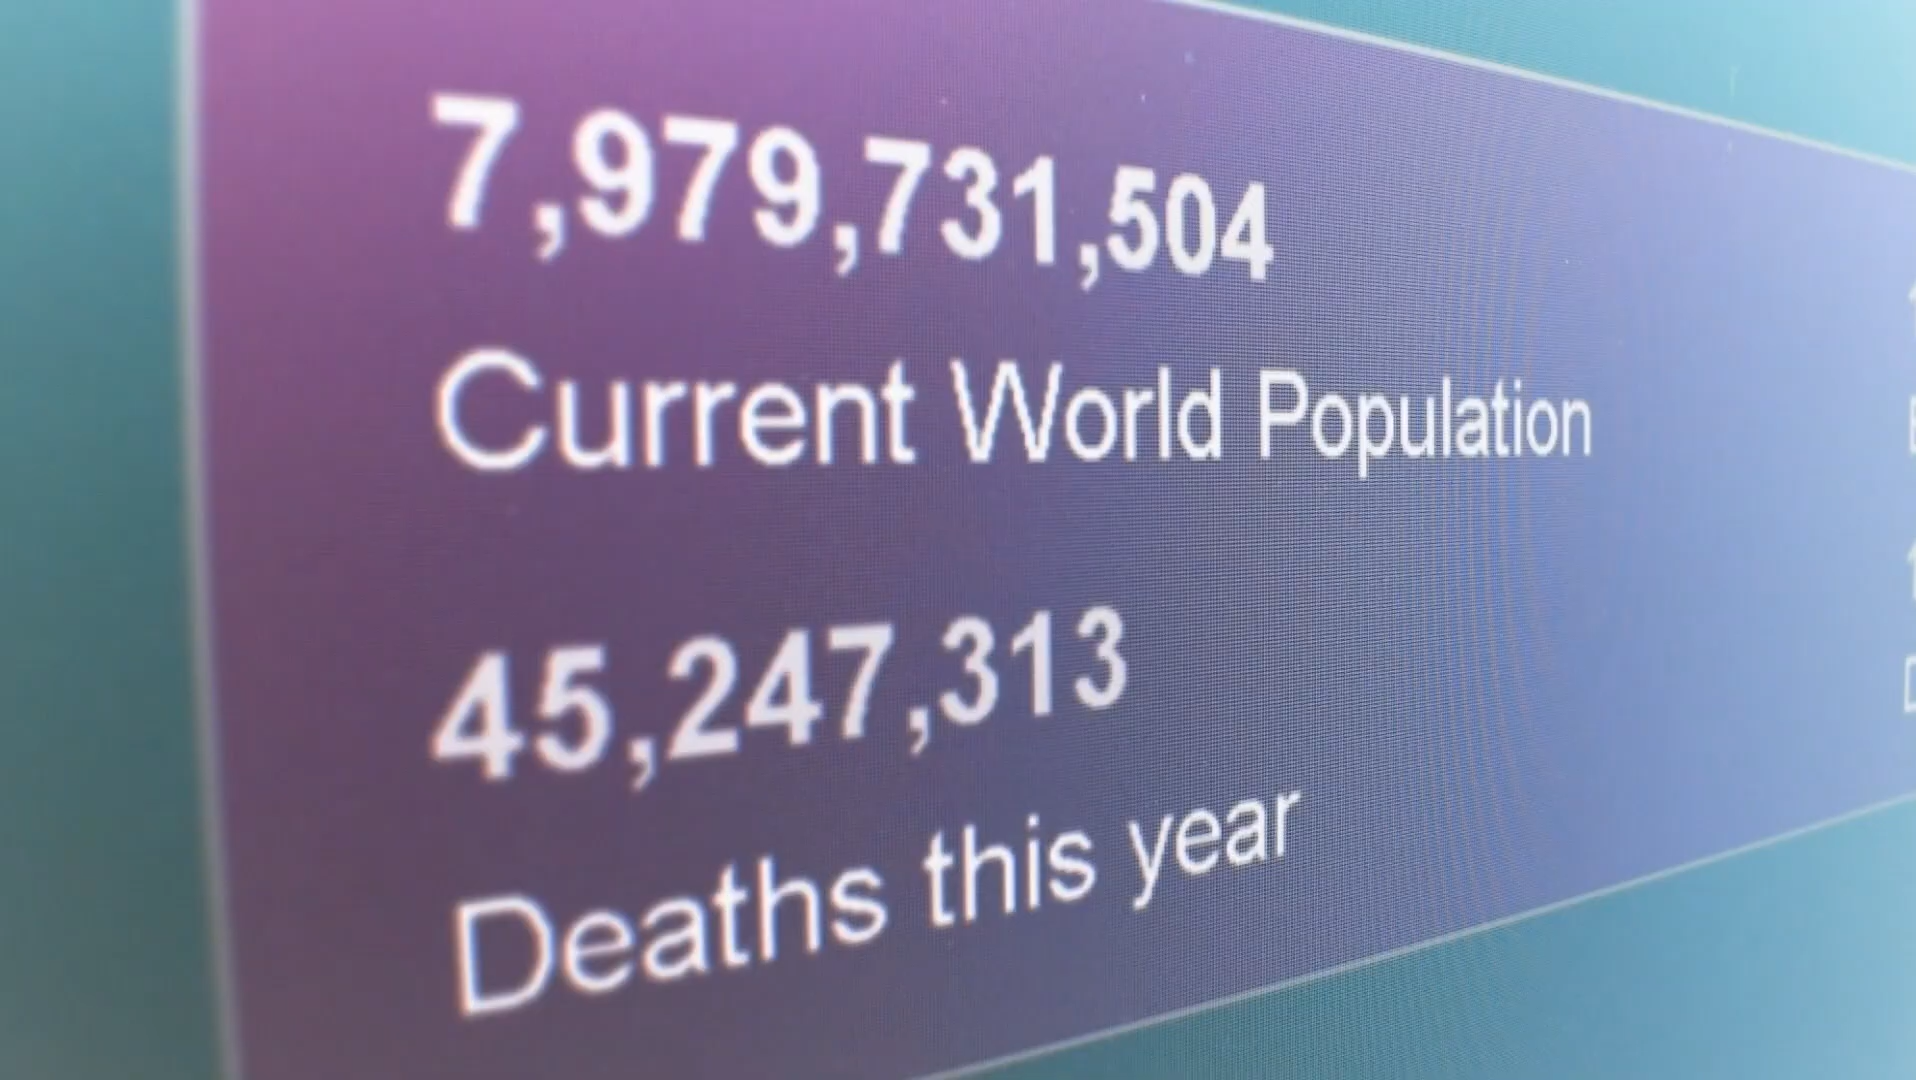 7,979,731,504
Current World Population
45,247,313
Deaths this year